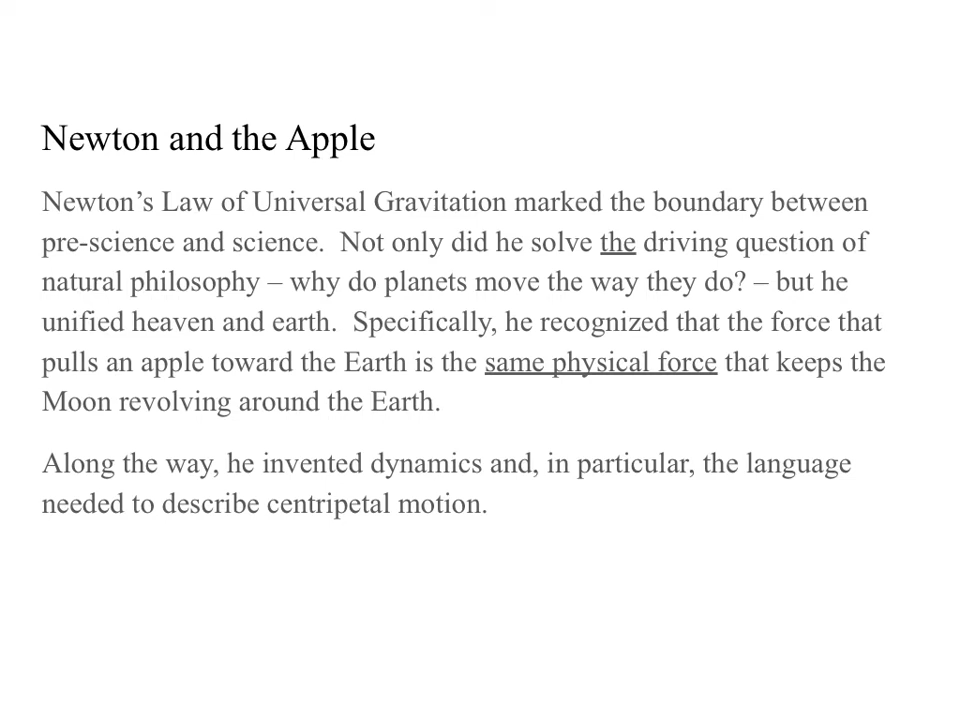 Newton and the Apple
Newton’s Law of Universal Gravitation marked the boundary between
pre-science and science.  Not only did he solve the driving question of
natural philosophy – why do planets move the way they do? – but he
unified heaven and earth.  Specifically, he recognized that the force that
pulls an apple toward the Earth is the same physical force that keeps the
Moon revolving around the Earth.
Along the way, he invented dynamics and, in particular, the language
needed to describe centripetal motion.